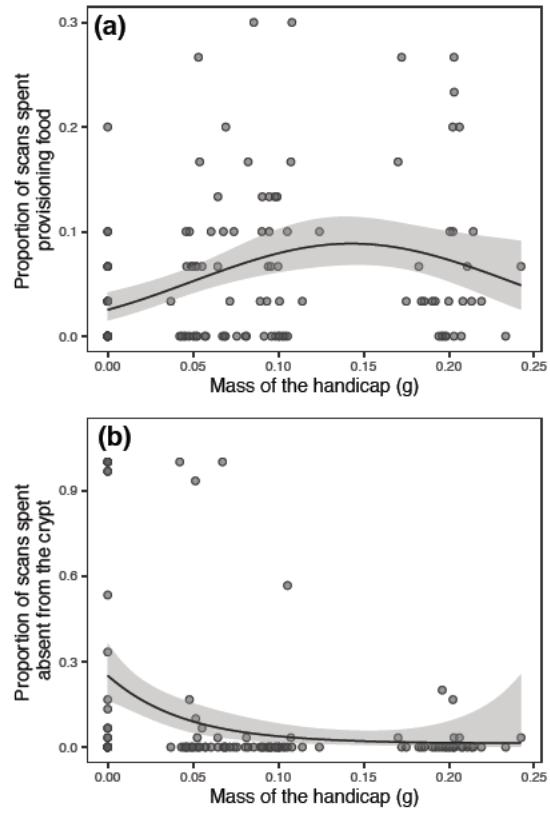 (a)
Proportion of scans spent
provisioning food
0.3
0.2
0.1
0.0
0.00 0.05 0.10 0.15 0.20 0.25
Mass of the handicap (g)
(b)
Proportion of scans spent
absent from the crypt
0.9
0.6
0.3
0.0
0.00 0.05 0.10 0.15 0.20 0.25
Mass of the handicap (g)